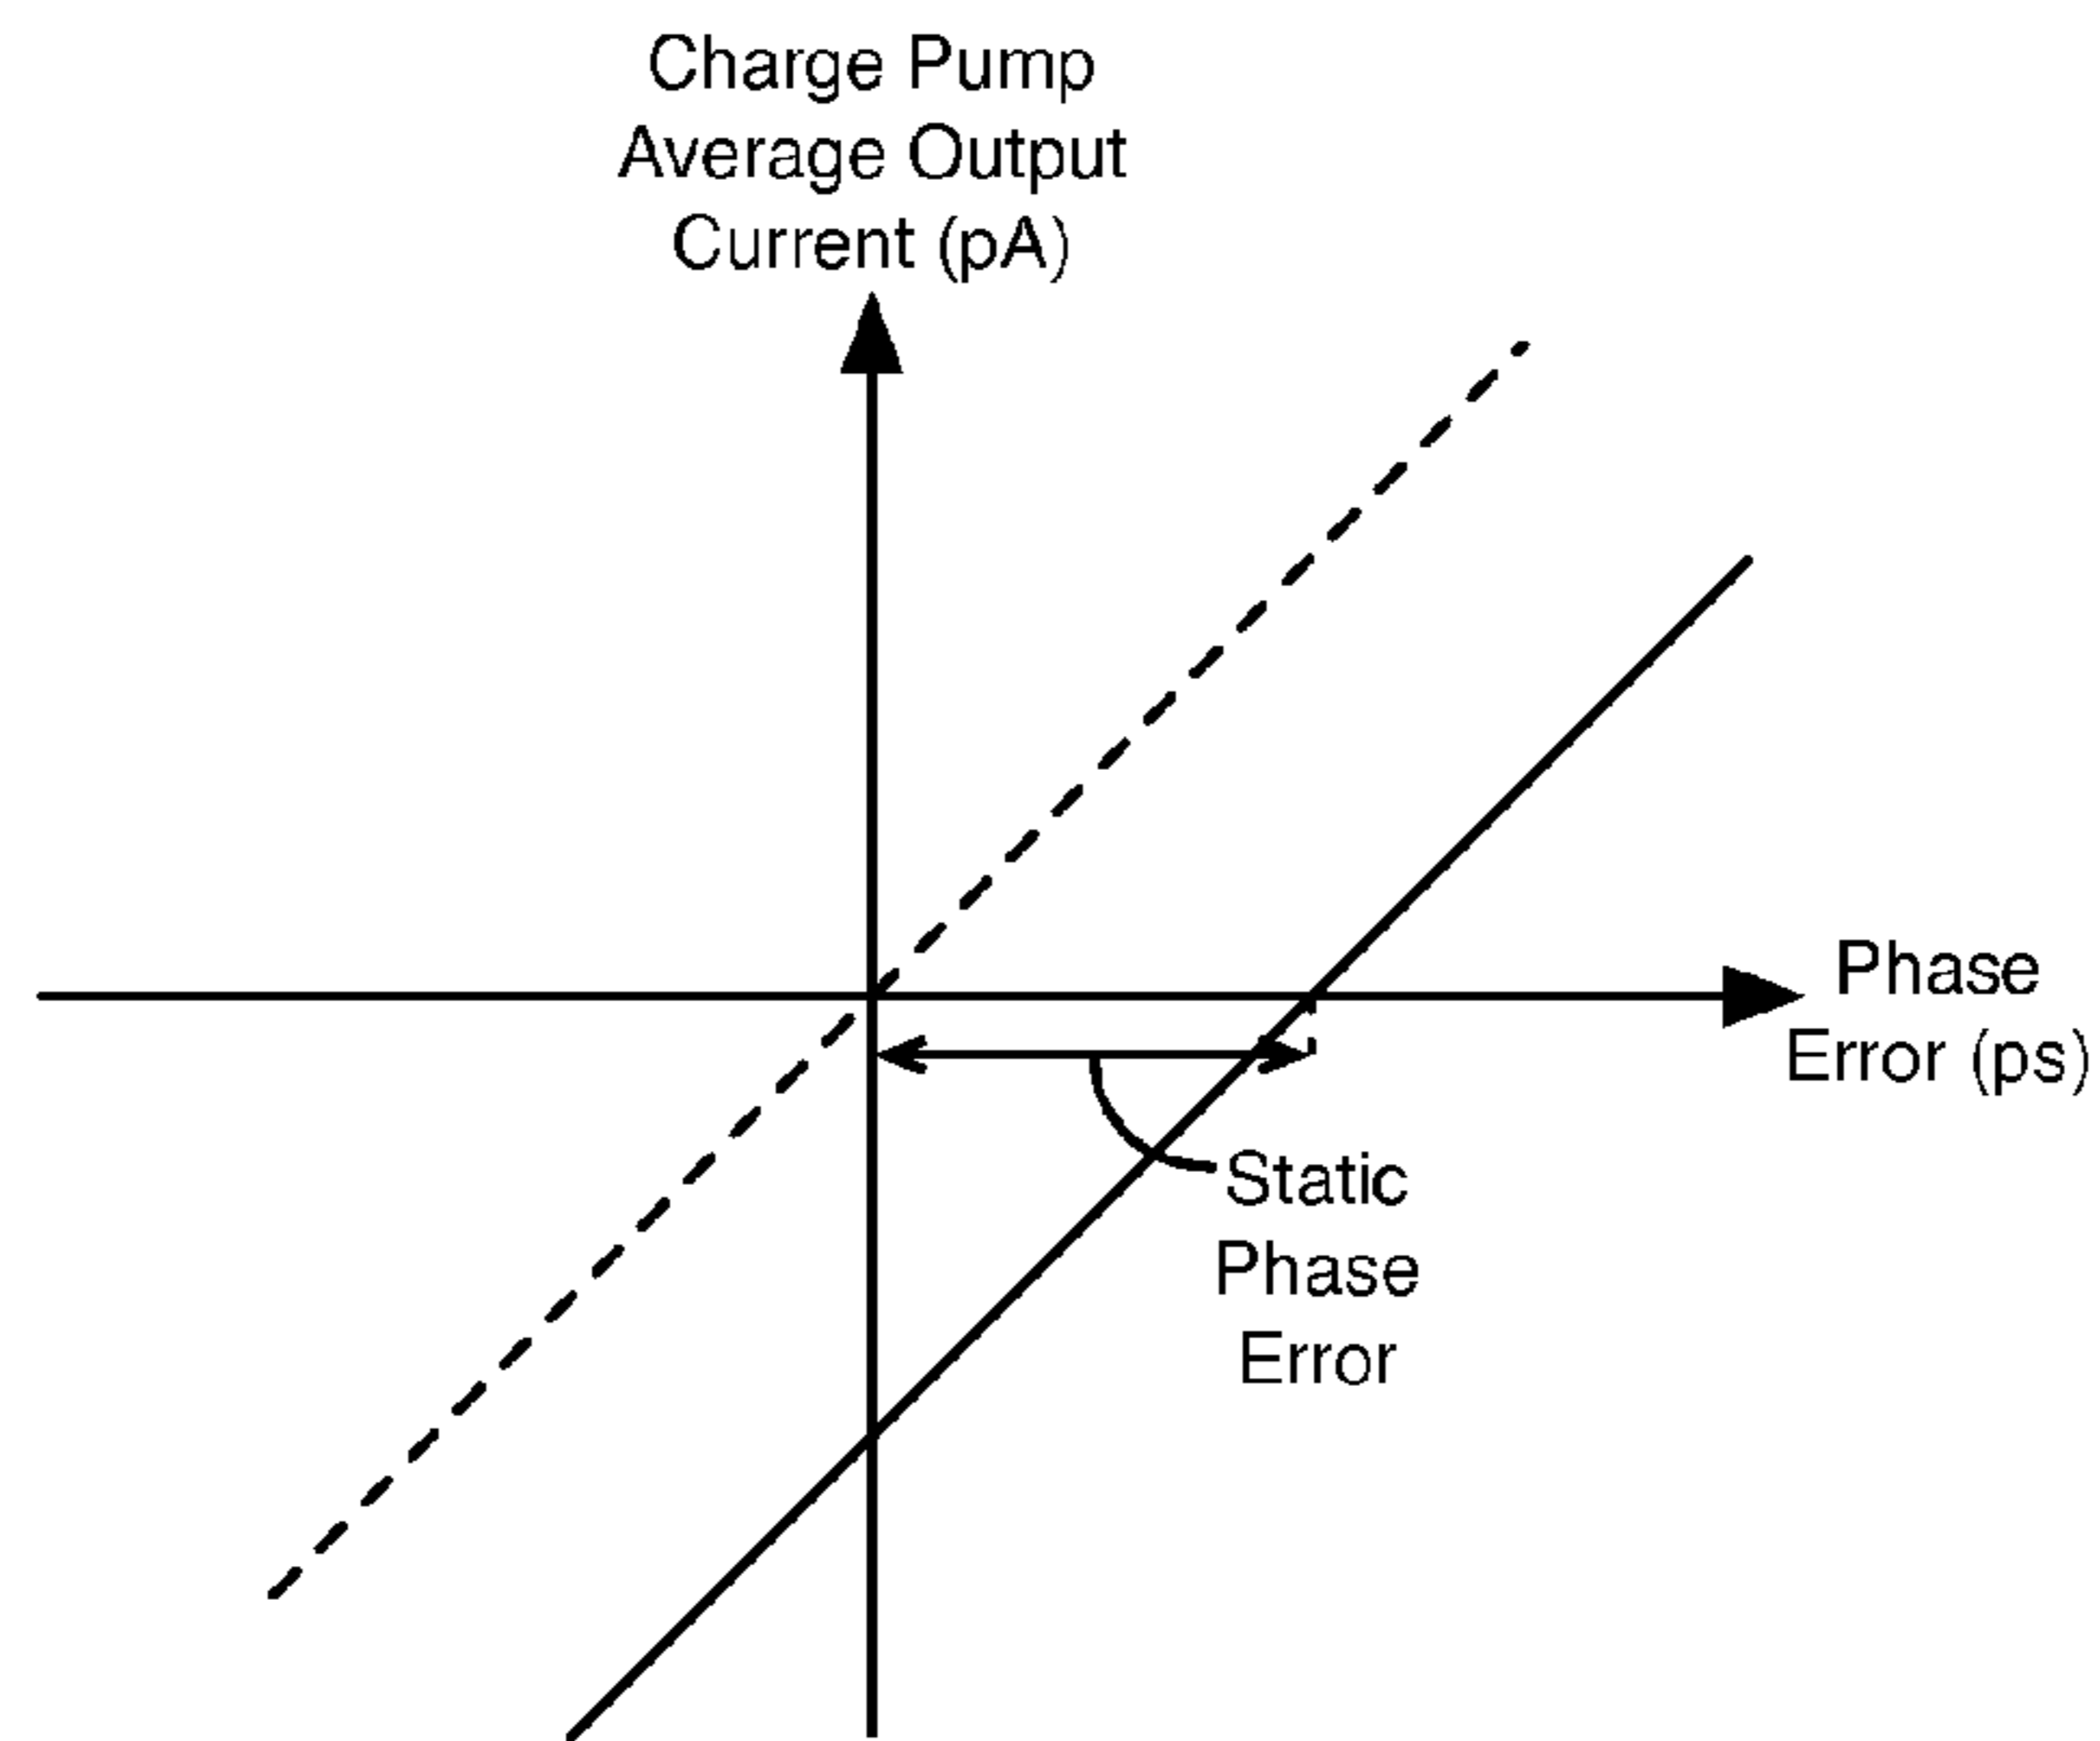 Charge Pump
Average Output
Current (pA)
Phase
Error (ps)
Static
Phase
Error